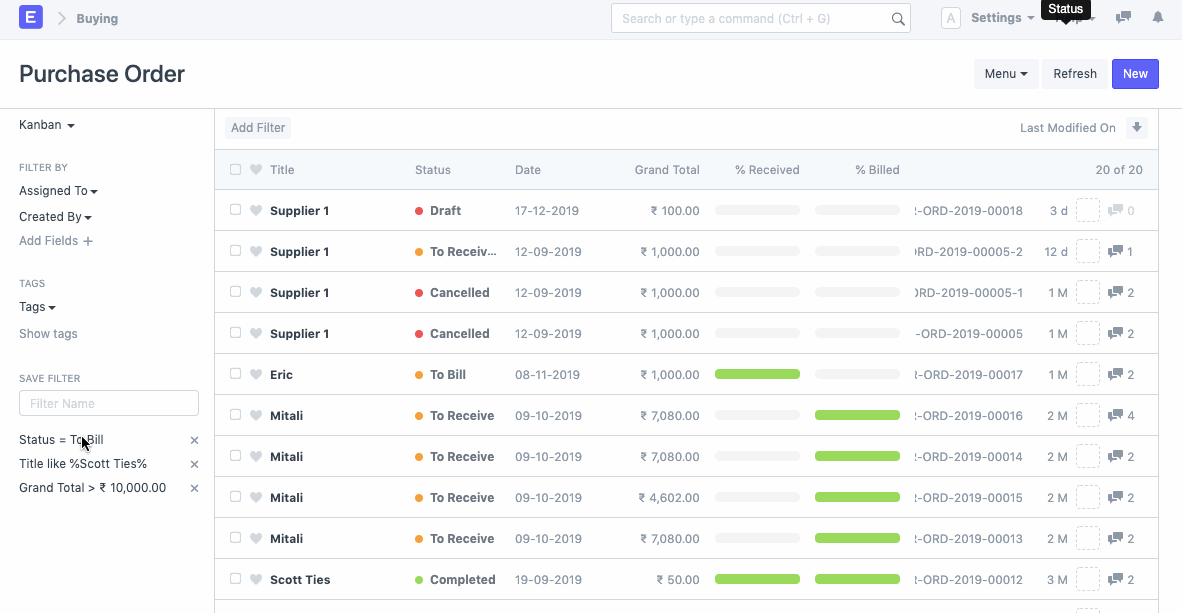 E Buying Search or type a command (Ctrl + G) A Settings Status
Purchase Order Menu Refresh New
Kanban
Add Filter Last Modified On
FILTER BY
Assigned To
Created By
Add Fields +
TAGS
Tags
Show tags
SAVE FILTER
Filter Name
Status = To Bill ×
Title like %Scott Ties% ×
Grand Total > ₹ 10,000.00 ×
Title Status Date Grand Total % Received % Billed 20 of 20
Supplier 1 Draft 17-12-2019 ₹ 100.00 -ORD-2019-00018 3 d 0
Supplier 1 To Receiv... 12-09-2019 ₹ 1,000.00 RD-2019-00005-2 12 d 1
Supplier 1 Cancelled 12-09-2019 ₹ 1,000.00 RD-2019-00005-1 1 M 2
Supplier 1 Cancelled 12-09-2019 ₹ 1,000.00 -ORD-2019-00005 1 M 2
Eric To Bill 08-11-2019 ₹ 1,000.00 -ORD-2019-00017 1 M 2
Mitali To Receive 09-10-2019 ₹ 7,080.00 -ORD-2019-00016 2 M 4
Mitali To Receive 09-10-2019 ₹ 7,080.00 -ORD-2019-00014 2 M 2
Mitali To Receive 09-10-2019 ₹ 4,602.00 -ORD-2019-00015 2 M 2
Mitali To Receive 09-10-2019 ₹ 7,080.00 -ORD-2019-00013 2 M 2
Scott Ties Completed 19-09-2019 ₹ 50.00 -ORD-2019-00012 3 M 2